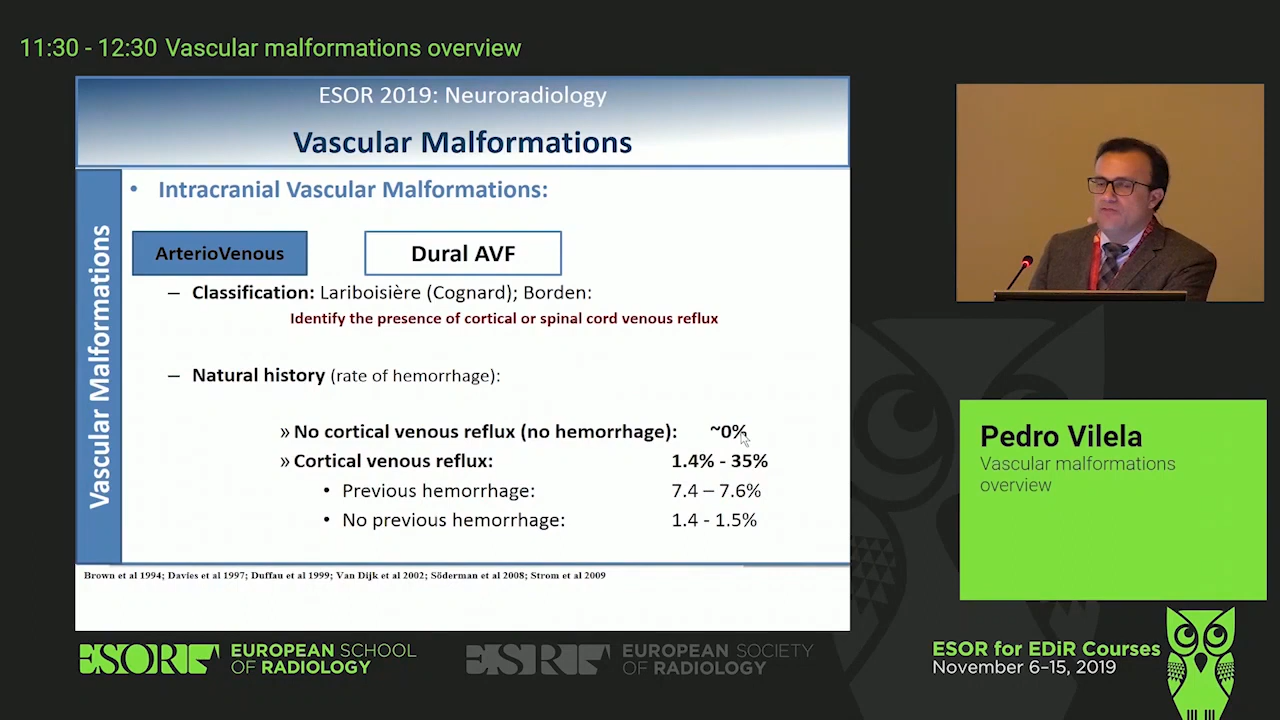 11:30 - 12:30 Vascular malformations overview
ESOR 2019: Neuroradiology
Vascular Malformations
Vascular Malformations
• Intracranial Vascular Malformations:
ArterioVenous
Dural AVF
– Classification: Lariboisière (Cognard); Borden:
Identify the presence of cortical or spinal cord venous reflux
– Natural history (rate of hemorrhage):
» No cortical venous reflux (no hemorrhage): ~0%
» Cortical venous reflux: 1.4% - 35%
• Previous hemorrhage: 7.4 – 7.6%
• No previous hemorrhage: 1.4 - 1.5%
Brown et al 1994; Davies et al 1997; Duffau et al 1999; Van Dijk et al 2002; Söderman et al 2008; Strom et al 2009
Pedro Vilela
Vascular malformations
overview
ESOR EUROPEAN SCHOOL
OF RADIOLOGY
ESR EUROPEAN SOCIETY
OF RADIOLOGY
ESOR for EDiR Courses
November 6–15, 2019